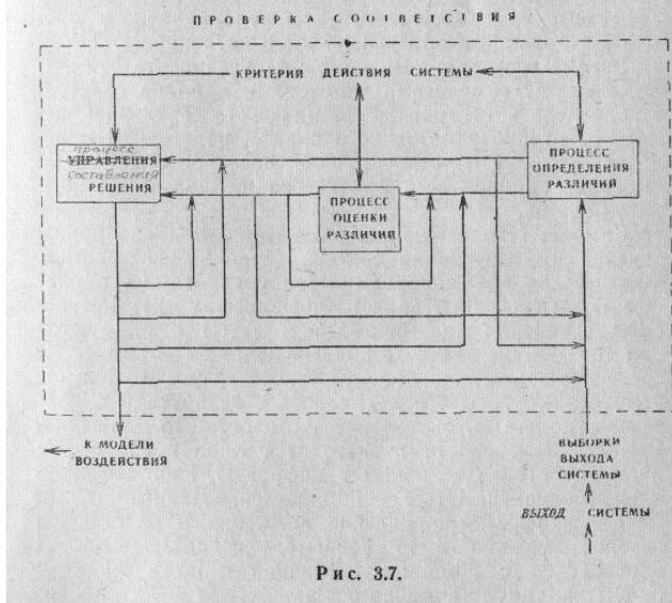 ПРОВЕРКА СООТВЕТСТВИЯ
КРИТЕРИЙ ДЕЙСТВИЯ СИСТЕМЫ
процесс
УПРАВЛЕНИЯ
составления
РЕШЕНИЯ
ПРОЦЕСС
ОЦЕНКИ
РАЗЛИЧИЙ
ПРОЦЕСС
ОПРЕДЕЛЕНИЯ
РАЗЛИЧИЙ
К МОДЕЛИ
ВОЗДЕЙСТВИЯ
ВЫБОРКИ
ВЫХОДА
СИСТЕМЫ
ВЫХОД СИСТЕМЫ
Рис. 3.7.